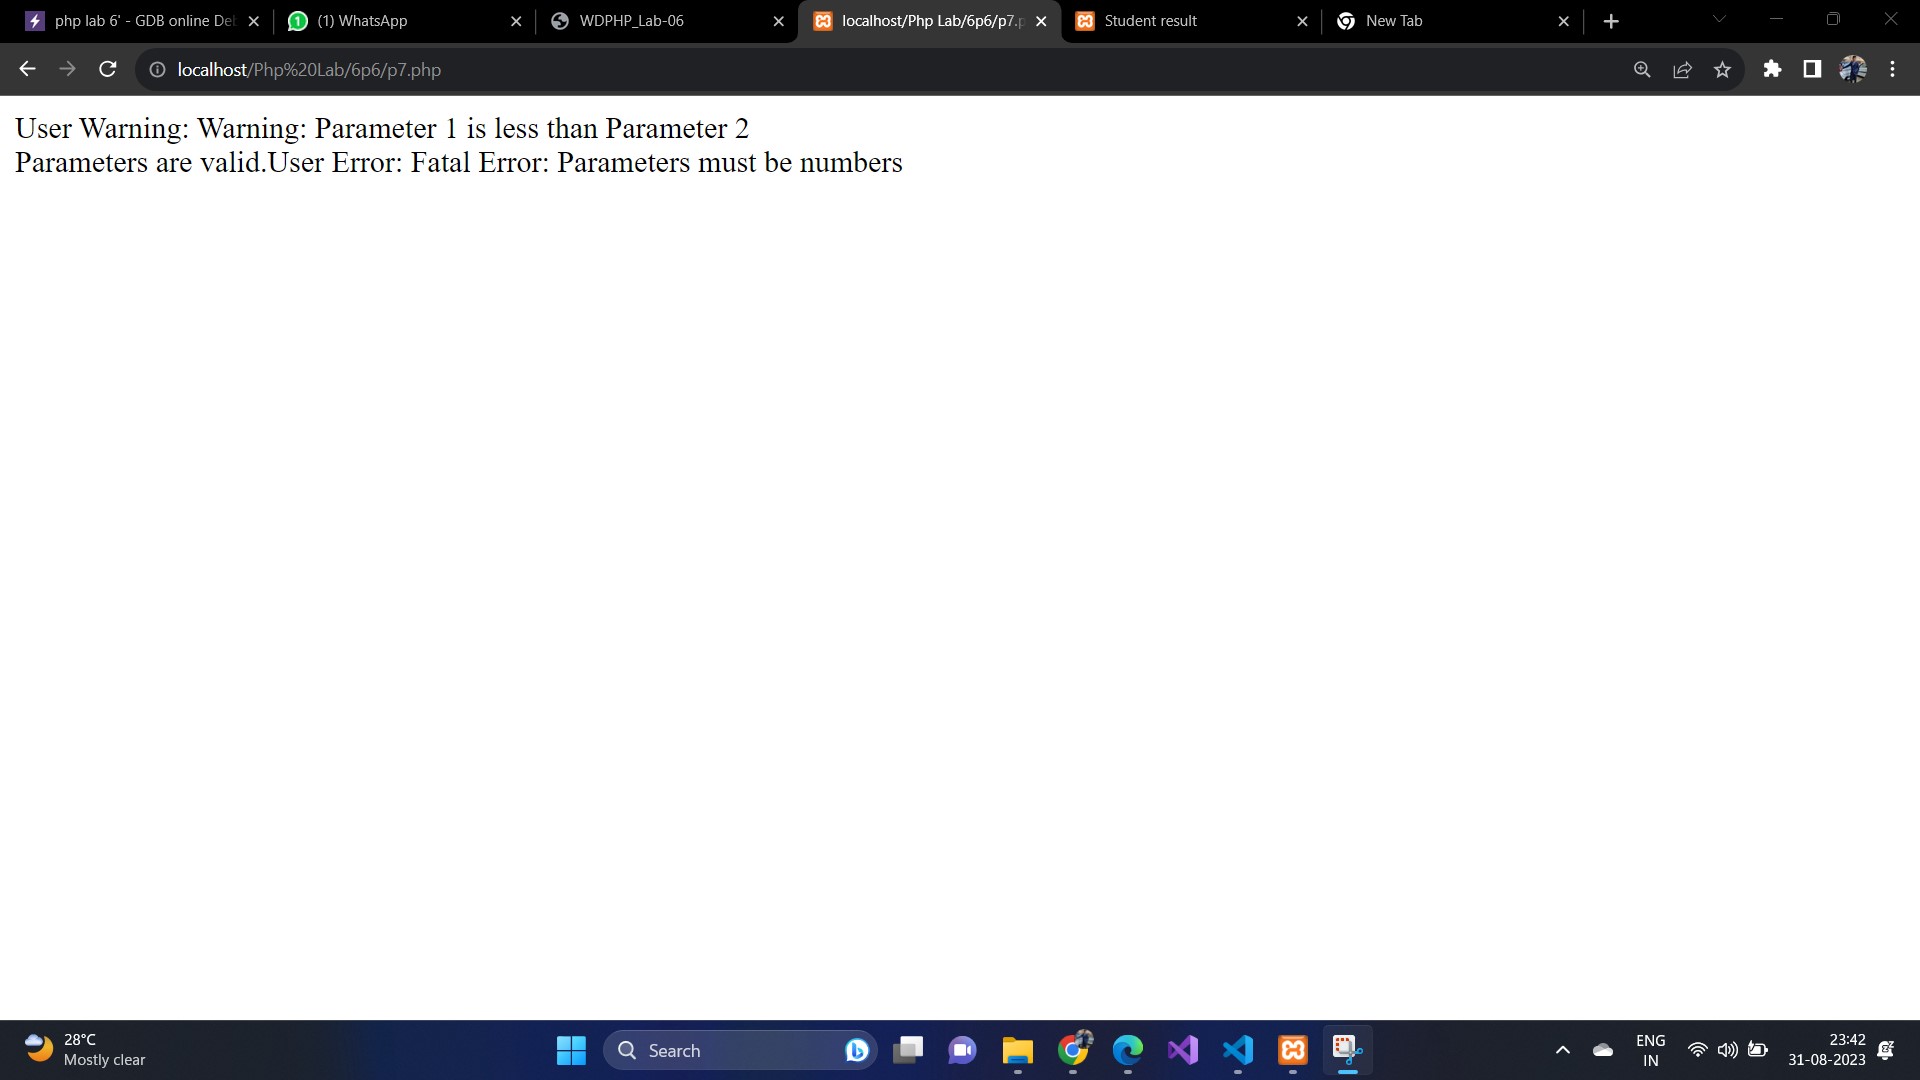 php lab 6' - GDB online De
(1) WhatsApp
WDPHP_Lab-06
localhost/Php Lab/6p6/p7.p
Student result
New Tab
localhost/Php%20Lab/6p6/p7.php
User Warning: Warning: Parameter 1 is less than Parameter 2
Parameters are valid.User Error: Fatal Error: Parameters must be numbers
28°C
Mostly clear
Search
ENG
IN
23:42
31-08-2023